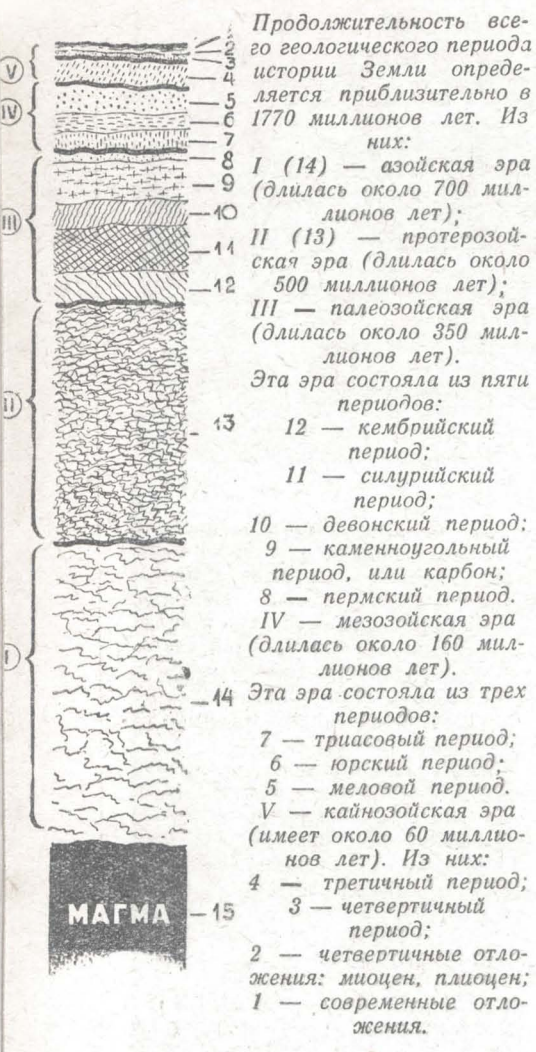 Продолжительность все-
го геологического периода
истории Земли опреде-
ляется приблизительно в
1770 миллионов лет. Из
них:
I (14) — азойская эра
(длилась около 700 мил-
лионов лет);
II (13) — протерозой-
ская эра (длилась около
500 миллионов лет);
III — палеозойская эра
(длилась около 350 мил-
лионов лет).
Эта эра состояла из пяти
периодов:
12 — кембрийский
период;
11 — силурийский
период;
10 — девонский период;
9 — каменноугольный
период, или карбон;
8 — пермский период.
IV — мезозойская эра
(длилась около 160 мил-
лионов лет).
Эта эра состояла из трех
периодов:
7 — триасовый период;
6 — юрский период;
5 — меловой период.
V — кайнозойская эра
(имеет около 60 миллио-
нов лет). Из них:
4 — третичный период;
3 — четвертичный
период;
2 — четвертичные отло-
жения: миоцен, плиоцен;
1 — современные отло-
жения.
V
IV
III
II
I
2
3
4
5
6
7
8
9
10
11
12
13
14
МАГМА
15